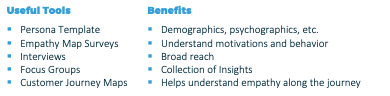 Useful Tools
▪ Persona Template
▪ Empathy Map Surveys
▪ Interviews
▪ Focus Groups
▪ Customer Journey Maps
Benefits
▪ Demographics, psychographics, etc.
▪ Understand motivations and behavior
▪ Broad reach
▪ Collection of Insights
▪ Helps understand empathy along the journey